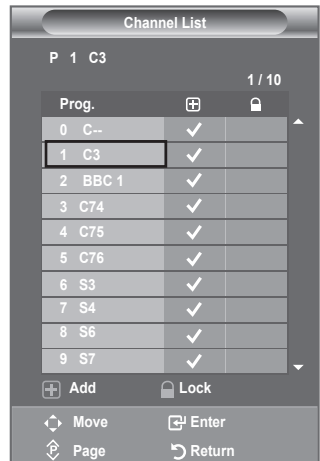 Channel List
P 1 C3
1 / 10
Prog.
0 C--
1 C3
2 BBC 1
3 C74
4 C75
5 C76
6 S3
7 S4
8 S6
9 S7
Add Lock
Move Enter
Page Return